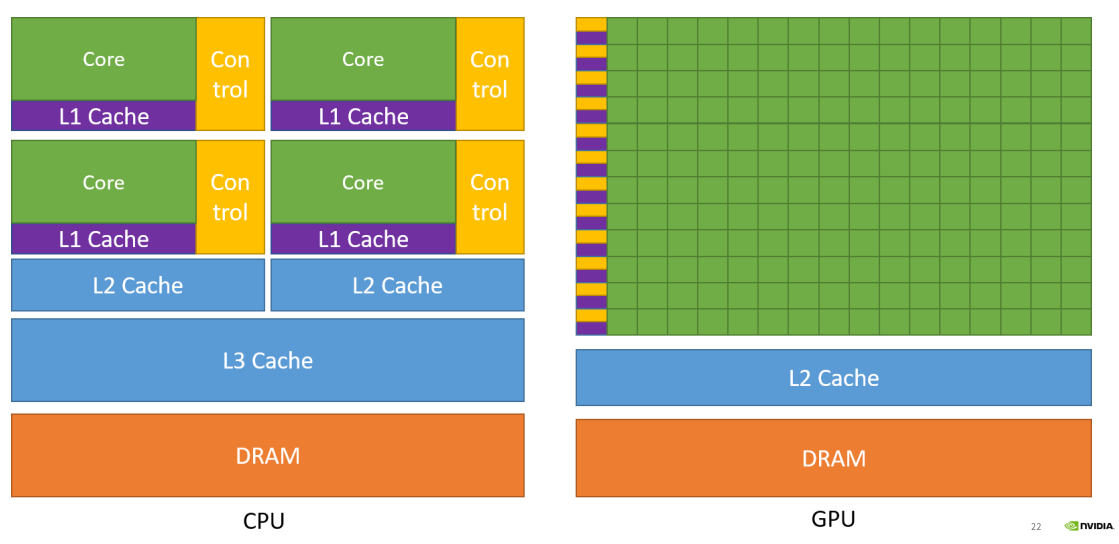 Core
Con
trol
L1 Cache
Core
Con
trol
L1 Cache
Core
Con
trol
L1 Cache
Core
Con
trol
L1 Cache
L2 Cache
L2 Cache
L3 Cache
DRAM
CPU
L2 Cache
DRAM
GPU
22
NVIDIA.